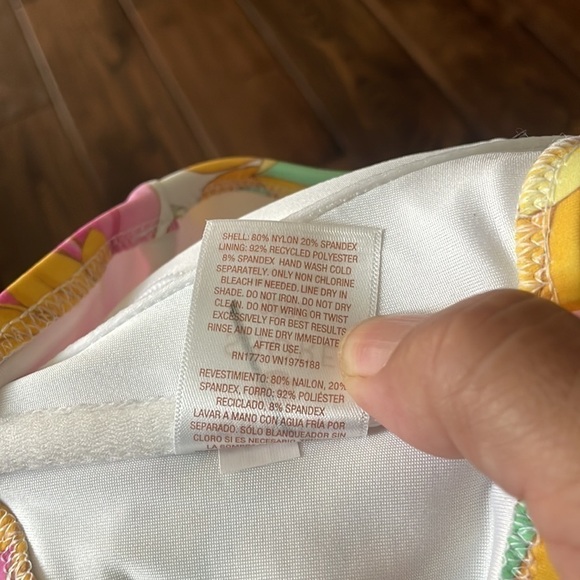 SHELL: 80% NYLON 20% SPANDEX
LINING: 92% RECYCLED POLYESTER
8% SPANDEX HAND WASH COLD
SEPARATELY. ONLY NON CHLORINE
BLEACH IF NEEDED. LINE DRY IN
SHADE. DO NOT IRON. DO NOT DRY
CLEAN. DO NOT WRING OR TWIST
EXCESSIVELY FOR BEST RESULTS
RINSE AND LINE DRY IMMEDIATE
AFTER USE.
RN17730 VN1975188
REVESTIMIENTO: 80% NAILON, 20%
SPANDEX, FORRO: 92% POLIÉSTER
RECICLADO, 8% SPANDEX
LAVAR A MANO CON AGUA FRÍA POR
SEPARADO. SÓLO BLANQUEADOR SIN
CLORO SI ES NECESARIO
LA